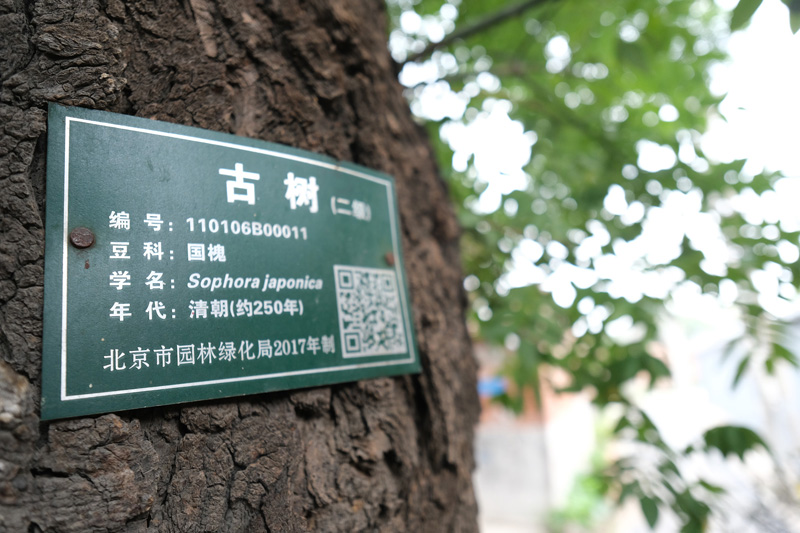 古 树 (二级)
编 号: 110106B00011
豆 科: 国槐
学 名: Sophora japonica
年 代: 清朝(约250年)
北京市园林绿化局2017年制